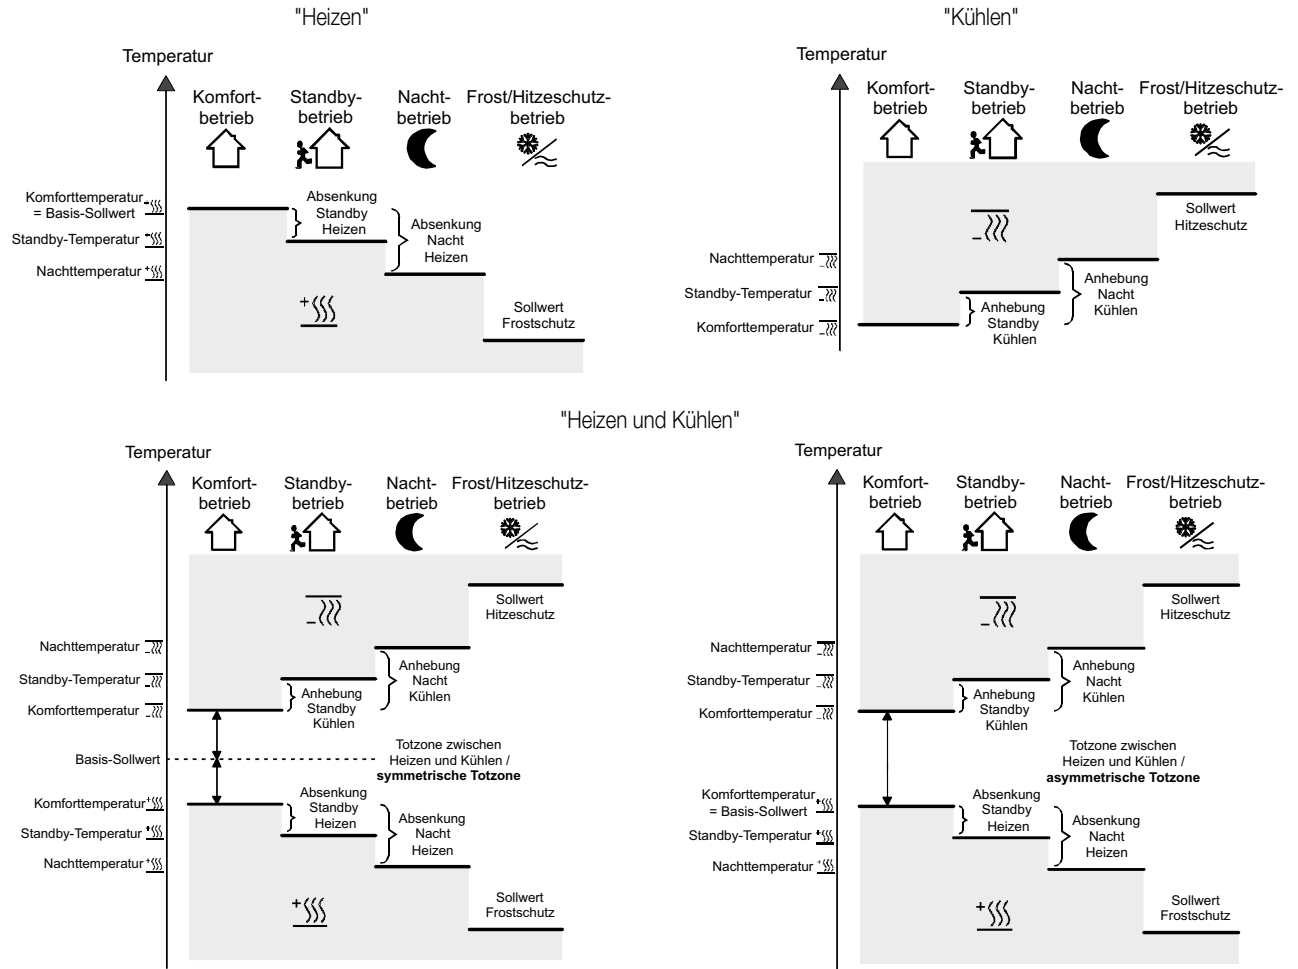 "Heizen"
Temperatur
Komfort-
betrieb
Standby-
betrieb
Nacht-
betrieb
Frost/Hitzeschutz-
betrieb
Komforttemperatur
= Basis-Sollwert
Standby-Temperatur
Nachttemperatur
Absenkung
Standby
Heizen
Absenkung
Nacht
Heizen
Sollwert
Frostschutz
"Kühlen"
Temperatur
Komfort-
betrieb
Standby-
betrieb
Nacht-
betrieb
Frost/Hitzeschutz-
betrieb
Sollwert
Hitzeschutz
Nachttemperatur
Standby-Temperatur
Komforttemperatur
Anhebung
Standby
Kühlen
Anhebung
Nacht
Kühlen
"Heizen und Kühlen"
Temperatur
Komfort-
betrieb
Standby-
betrieb
Nacht-
betrieb
Frost/Hitzeschutz-
betrieb
Sollwert
Hitzeschutz
Nachttemperatur
Standby-Temperatur
Komforttemperatur
Anhebung
Standby
Kühlen
Anhebung
Nacht
Kühlen
Basis-Sollwert
Totzone zwischen
Heizen und Kühlen /
symmetrische Totzone
Komforttemperatur
Standby-Temperatur
Nachttemperatur
Absenkung
Standby
Heizen
Absenkung
Nacht
Heizen
Sollwert
Frostschutz
Temperatur
Komfort-
betrieb
Standby-
betrieb
Nacht-
betrieb
Frost/Hitzeschutz-
betrieb
Sollwert
Hitzeschutz
Nachttemperatur
Standby-Temperatur
Komforttemperatur
Anhebung
Standby
Kühlen
Anhebung
Nacht
Kühlen
Totzone zwischen
Heizen und Kühlen /
asymmetrische Totzone
Komforttemperatur
= Basis-Sollwert
Standby-Temperatur
Nachttemperatur
Absenkung
Standby
Heizen
Absenkung
Nacht
Heizen
Sollwert
Frostschutz